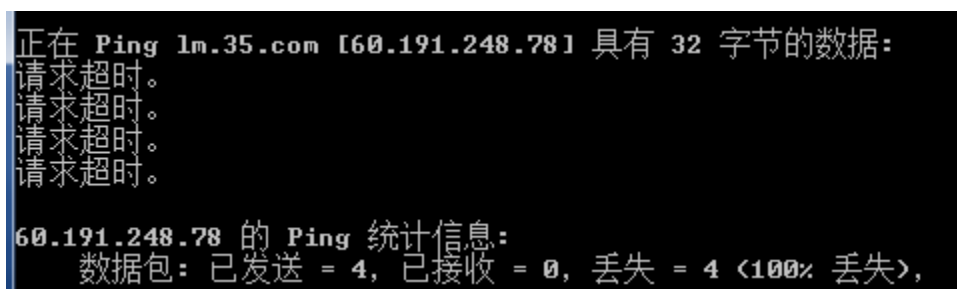 正在 Ping lm.35.com [60.191.248.78] 具有 32 字节的数据:
请求超时。
请求超时。
请求超时。
请求超时。
60.191.248.78 的 Ping 统计信息:
数据包: 已发送 = 4, 已接收 = 0, 丢失 = 4 (100% 丢失),